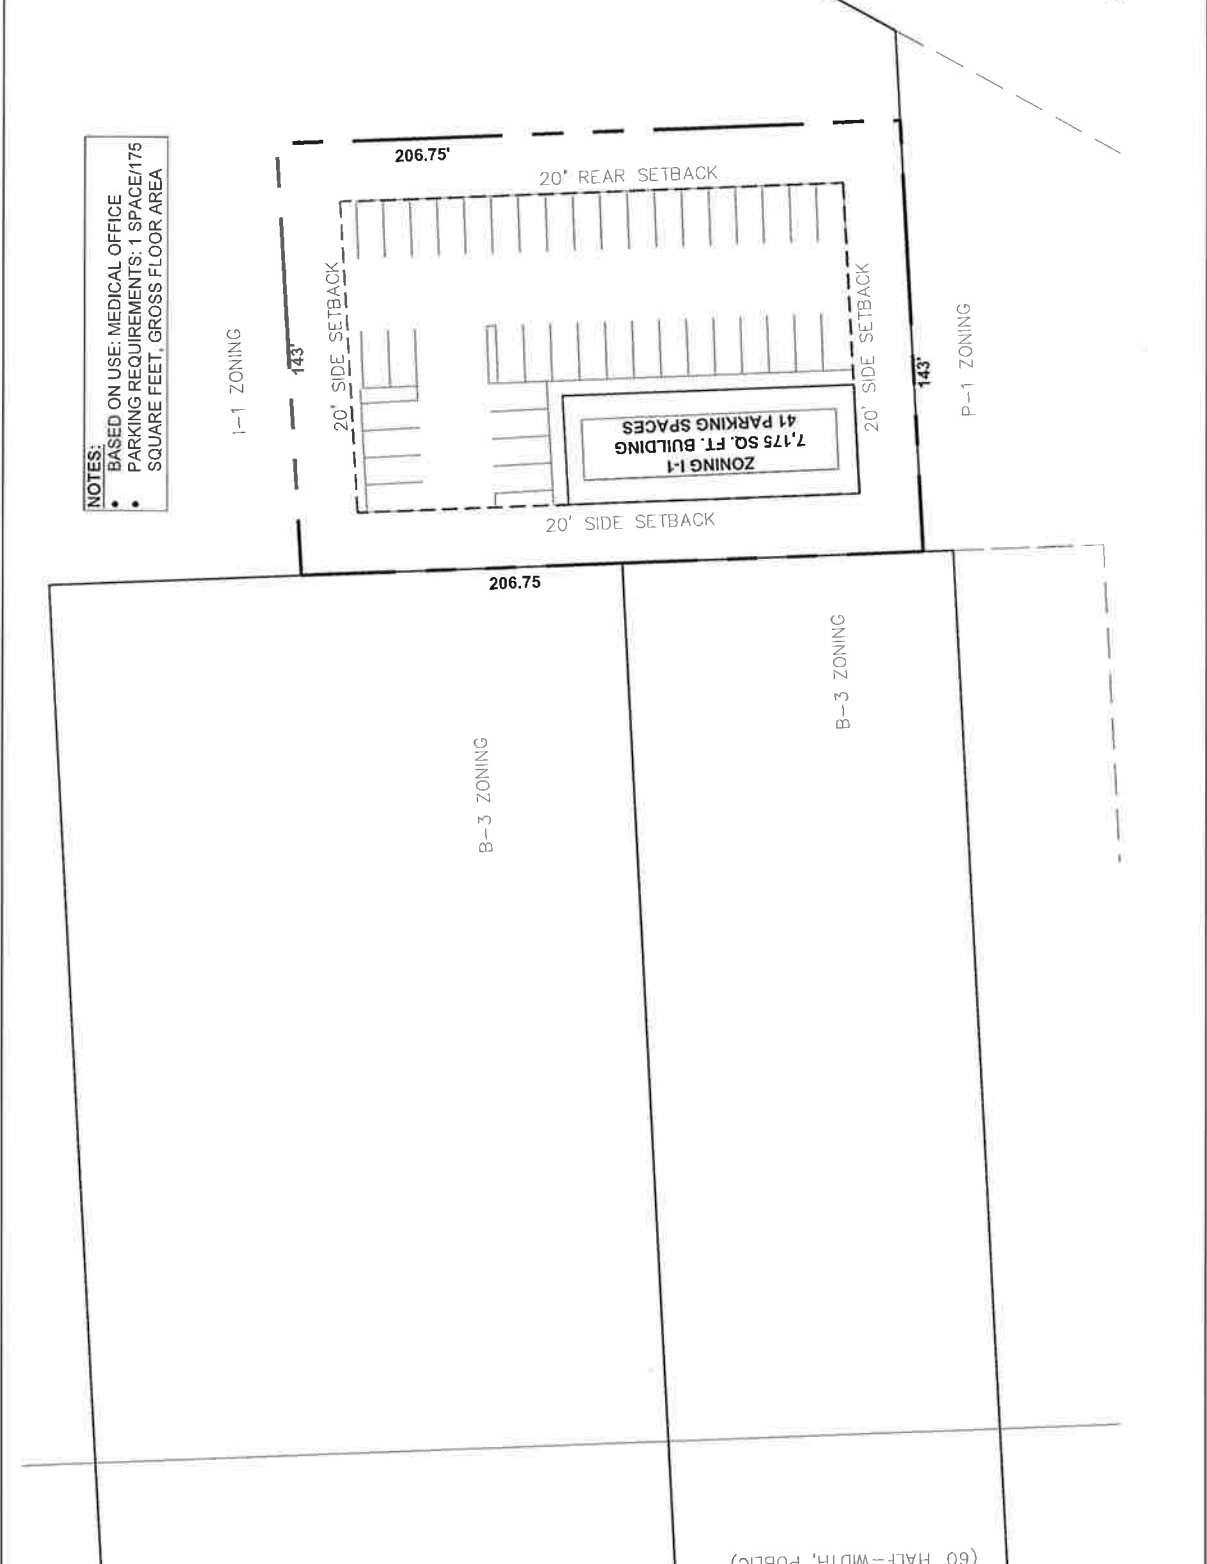 NOTES:
• BASED ON USE: MEDICAL OFFICE
• PARKING REQUIREMENTS: 1 SPACE/175
SQUARE FEET, GROSS FLOOR AREA
206.75'
20' REAR SETBACK
I-1 ZONING
143'
20' SIDE SETBACK
20' SIDE SETBACK
143'
P-1 ZONING
ZONING I-1
7,175 SQ. FT. BUILDING
41 PARKING SPACES
20' SIDE SETBACK
206.75
B-3 ZONING
B-3 ZONING
(60' HALF-WIDTH, PUBLIC)